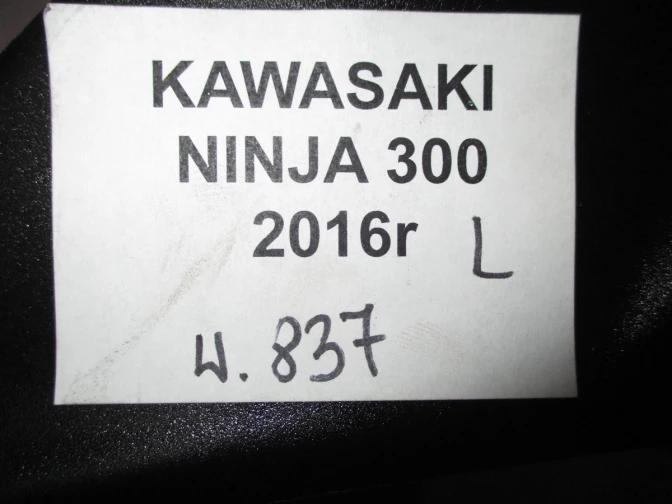 KAWASAKI
NINJA 300
2016r L
u. 837